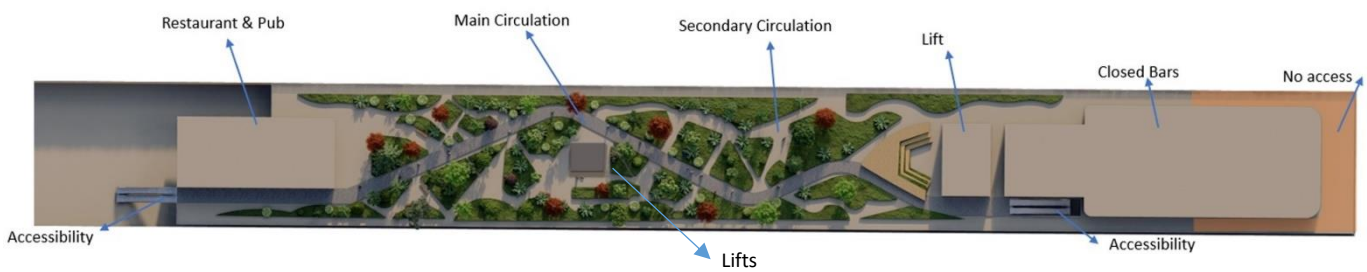 Restaurant & Pub
Main Circulation
Secondary Circulation
Lift
Closed Bars
No access
Accessibility
Accessibility
Lifts